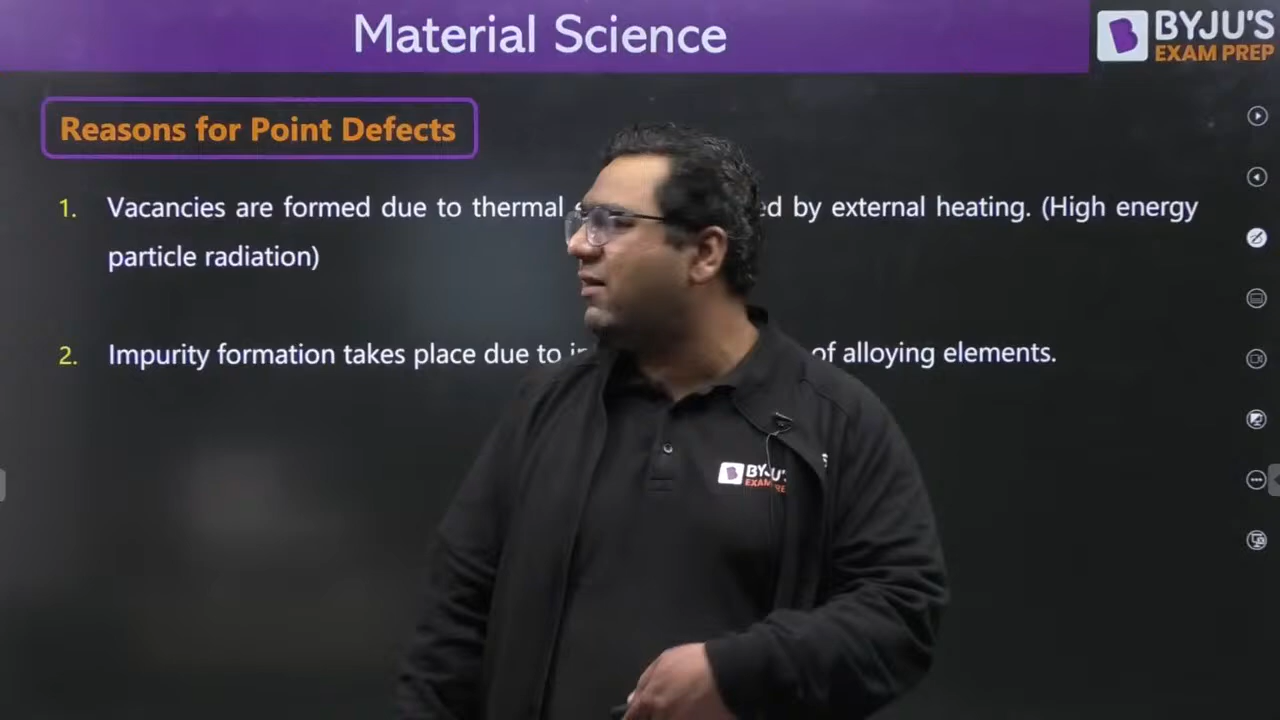 Material Science
BYJU'S
EXAM PREP
Reasons for Point Defects
1. Vacancies are formed due to thermal by external heating. (High energy
particle radiation)
2. Impurity formation takes place due to of alloying elements.
BYJU'S
EXAM